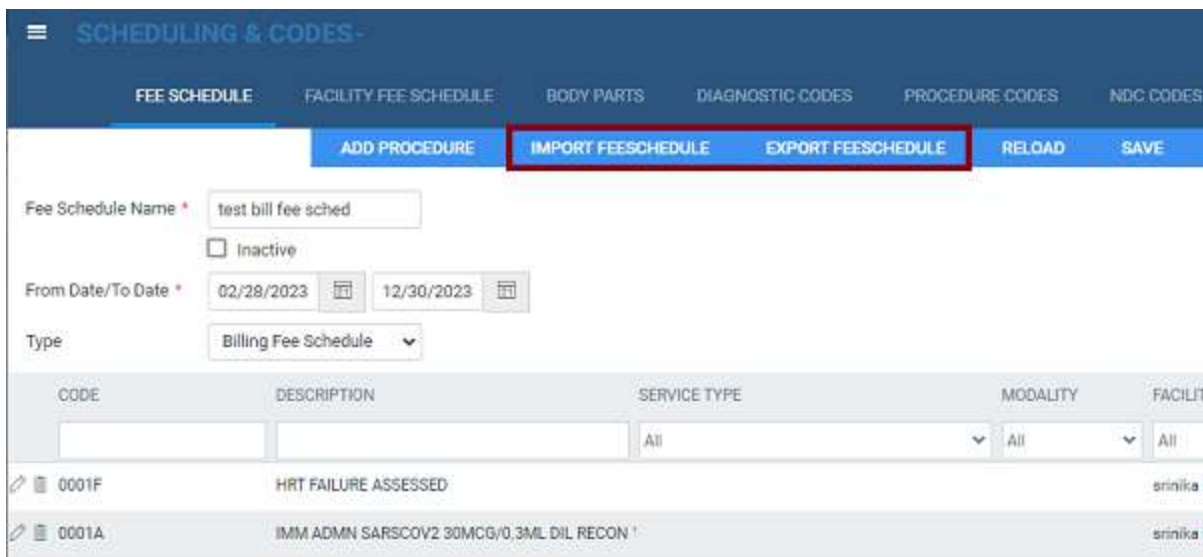 SCHEDULING & CODES-
FEE SCHEDULE FACILITY FEE SCHEDULE BODY PARTS DIAGNOSTIC CODES PROCEDURE CODES NDC CODES
ADD PROCEDURE IMPORT FEESCHEDULE EXPORT FEESCHEDULE RELOAD SAVE
Fee Schedule Name * test bill fee sched
Inactive
From Date/To Date * 02/28/2023 12/30/2023
Type Billing Fee Schedule
CODE DESCRIPTION SERVICE TYPE MODALITY FACILIT
All All All
0001F HRT FAILURE ASSESSED srinika
0001A IMM ADMN SARSCOV2 30MCG/0.3ML DIL RECON 1 srinika